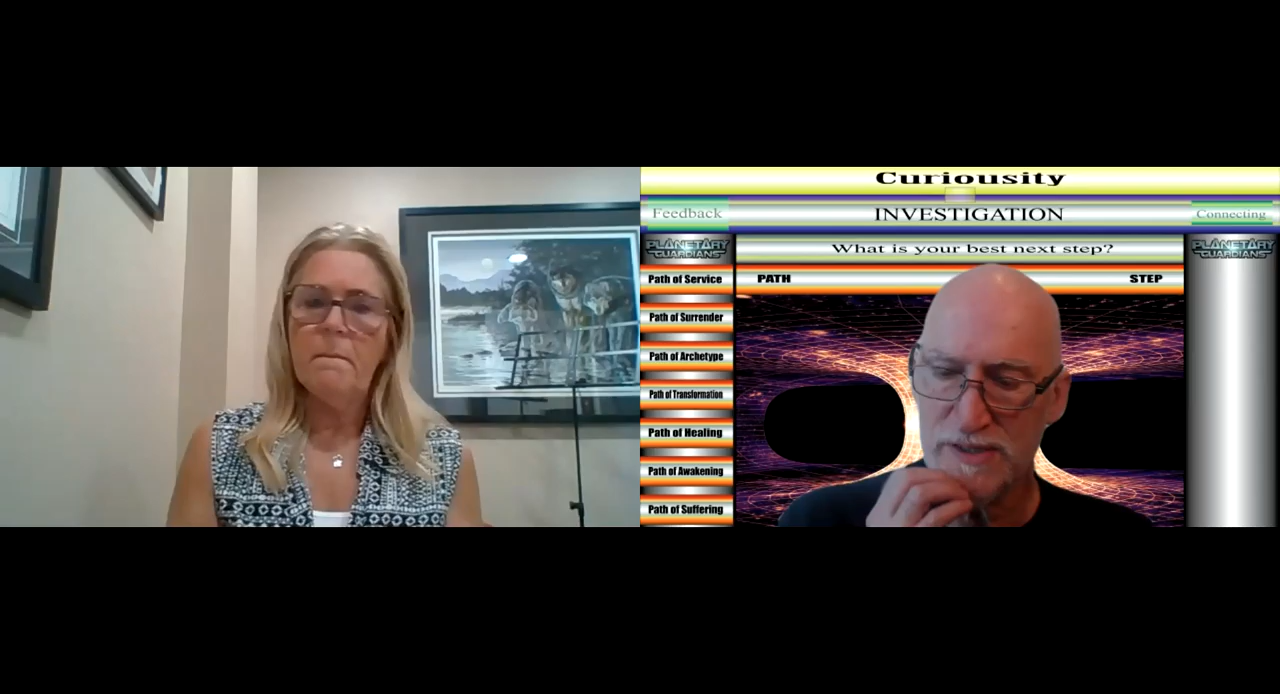 Curiousity
Feedback
INVESTIGATION
Connecting
PLANETARY
GUARDIANS
What is your best next step?
PLANETARY
GUARDIANS
Path of Service
PATH
STEP
Path of Surrender
Path of Archetype
Path of Transformation
Path of Healing
Path of Awakening
Path of Suffering